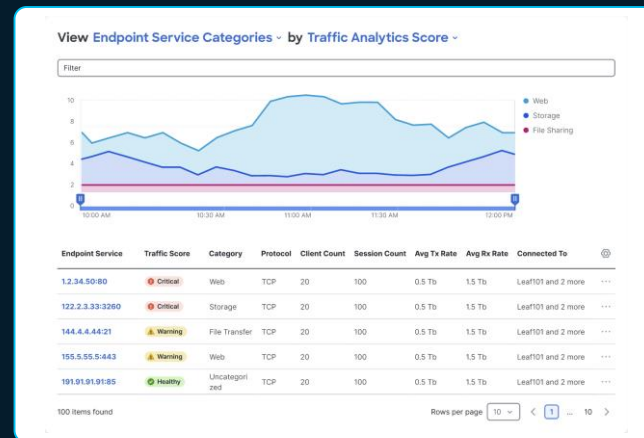 View Endpoint Service Categories by Traffic Analytics Score
Filter
10
8
6
4
2
0
Web
Storage
File Sharing
10:00 AM 10:30 AM 11:00 AM 11:30 AM 12:00 PM
Endpoint Service Traffic Score Category Protocol Client Count Session Count Avg Tx Rate Avg Rx Rate Connected To
1.2.34.50:80 Critical Web TCP 20 100 0.5 Tb 1.5 Tb Leaf101 and 2 more
122.2.3.33:3260 Critical Storage TCP 20 100 0.5 Tb 1.5 Tb Leaf101 and 2 more
144.4.4.44:21 Warning File Transfer TCP 20 100 0.5 Tb 1.5 Tb Leaf101 and 2 more
155.5.55.5:443 Warning Web TCP 20 100 0.5 Tb 1.5 Tb Leaf101 and 2 more
191.91.91.91:85 Healthy Uncategori
zed TCP 20 100 0.5 Tb 1.5 Tb Leaf101 and 2 more
100 items found Rows per page 10 1 ... 10